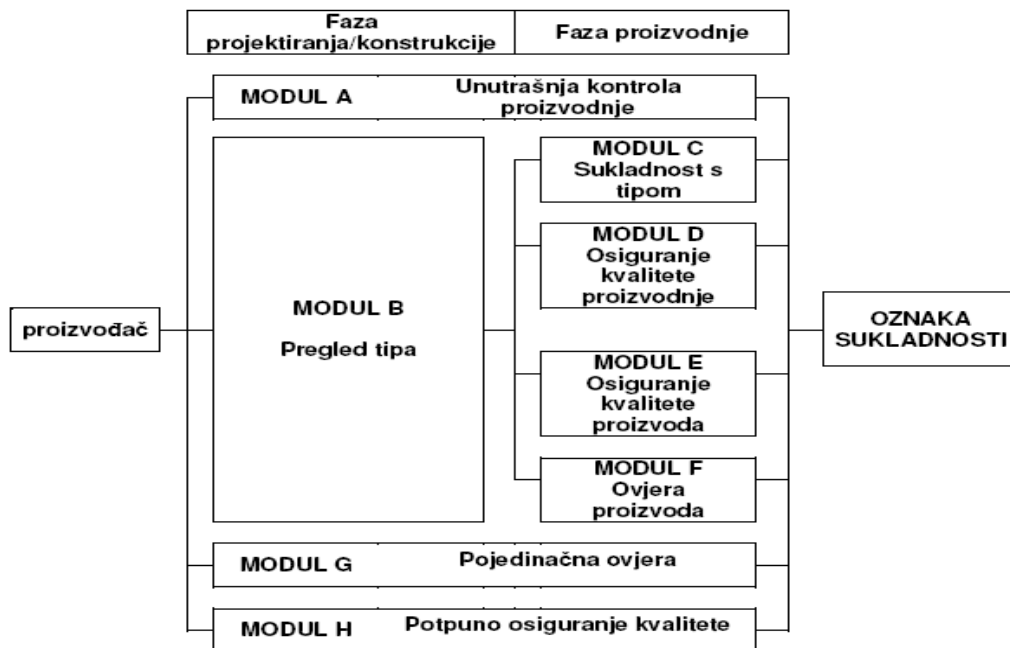 Faza
projektiranja/konstrukcije
Faza proizvodnje
MODUL A
Unutrašnja kontrola
proizvodnje
MODUL B
Pregled tipa
MODUL C
Sukladnost s
tipom
MODUL D
Osiguranje
kvalitete
proizvodnje
MODUL E
Osiguranje
kvalitete
proizvoda
MODUL F
Ovjera
proizvoda
proizvođač
OZNAKA
SUKLADNOSTI
MODUL G
Pojedinačna ovjera
MODUL H
Potpuno osiguranje kvalitete